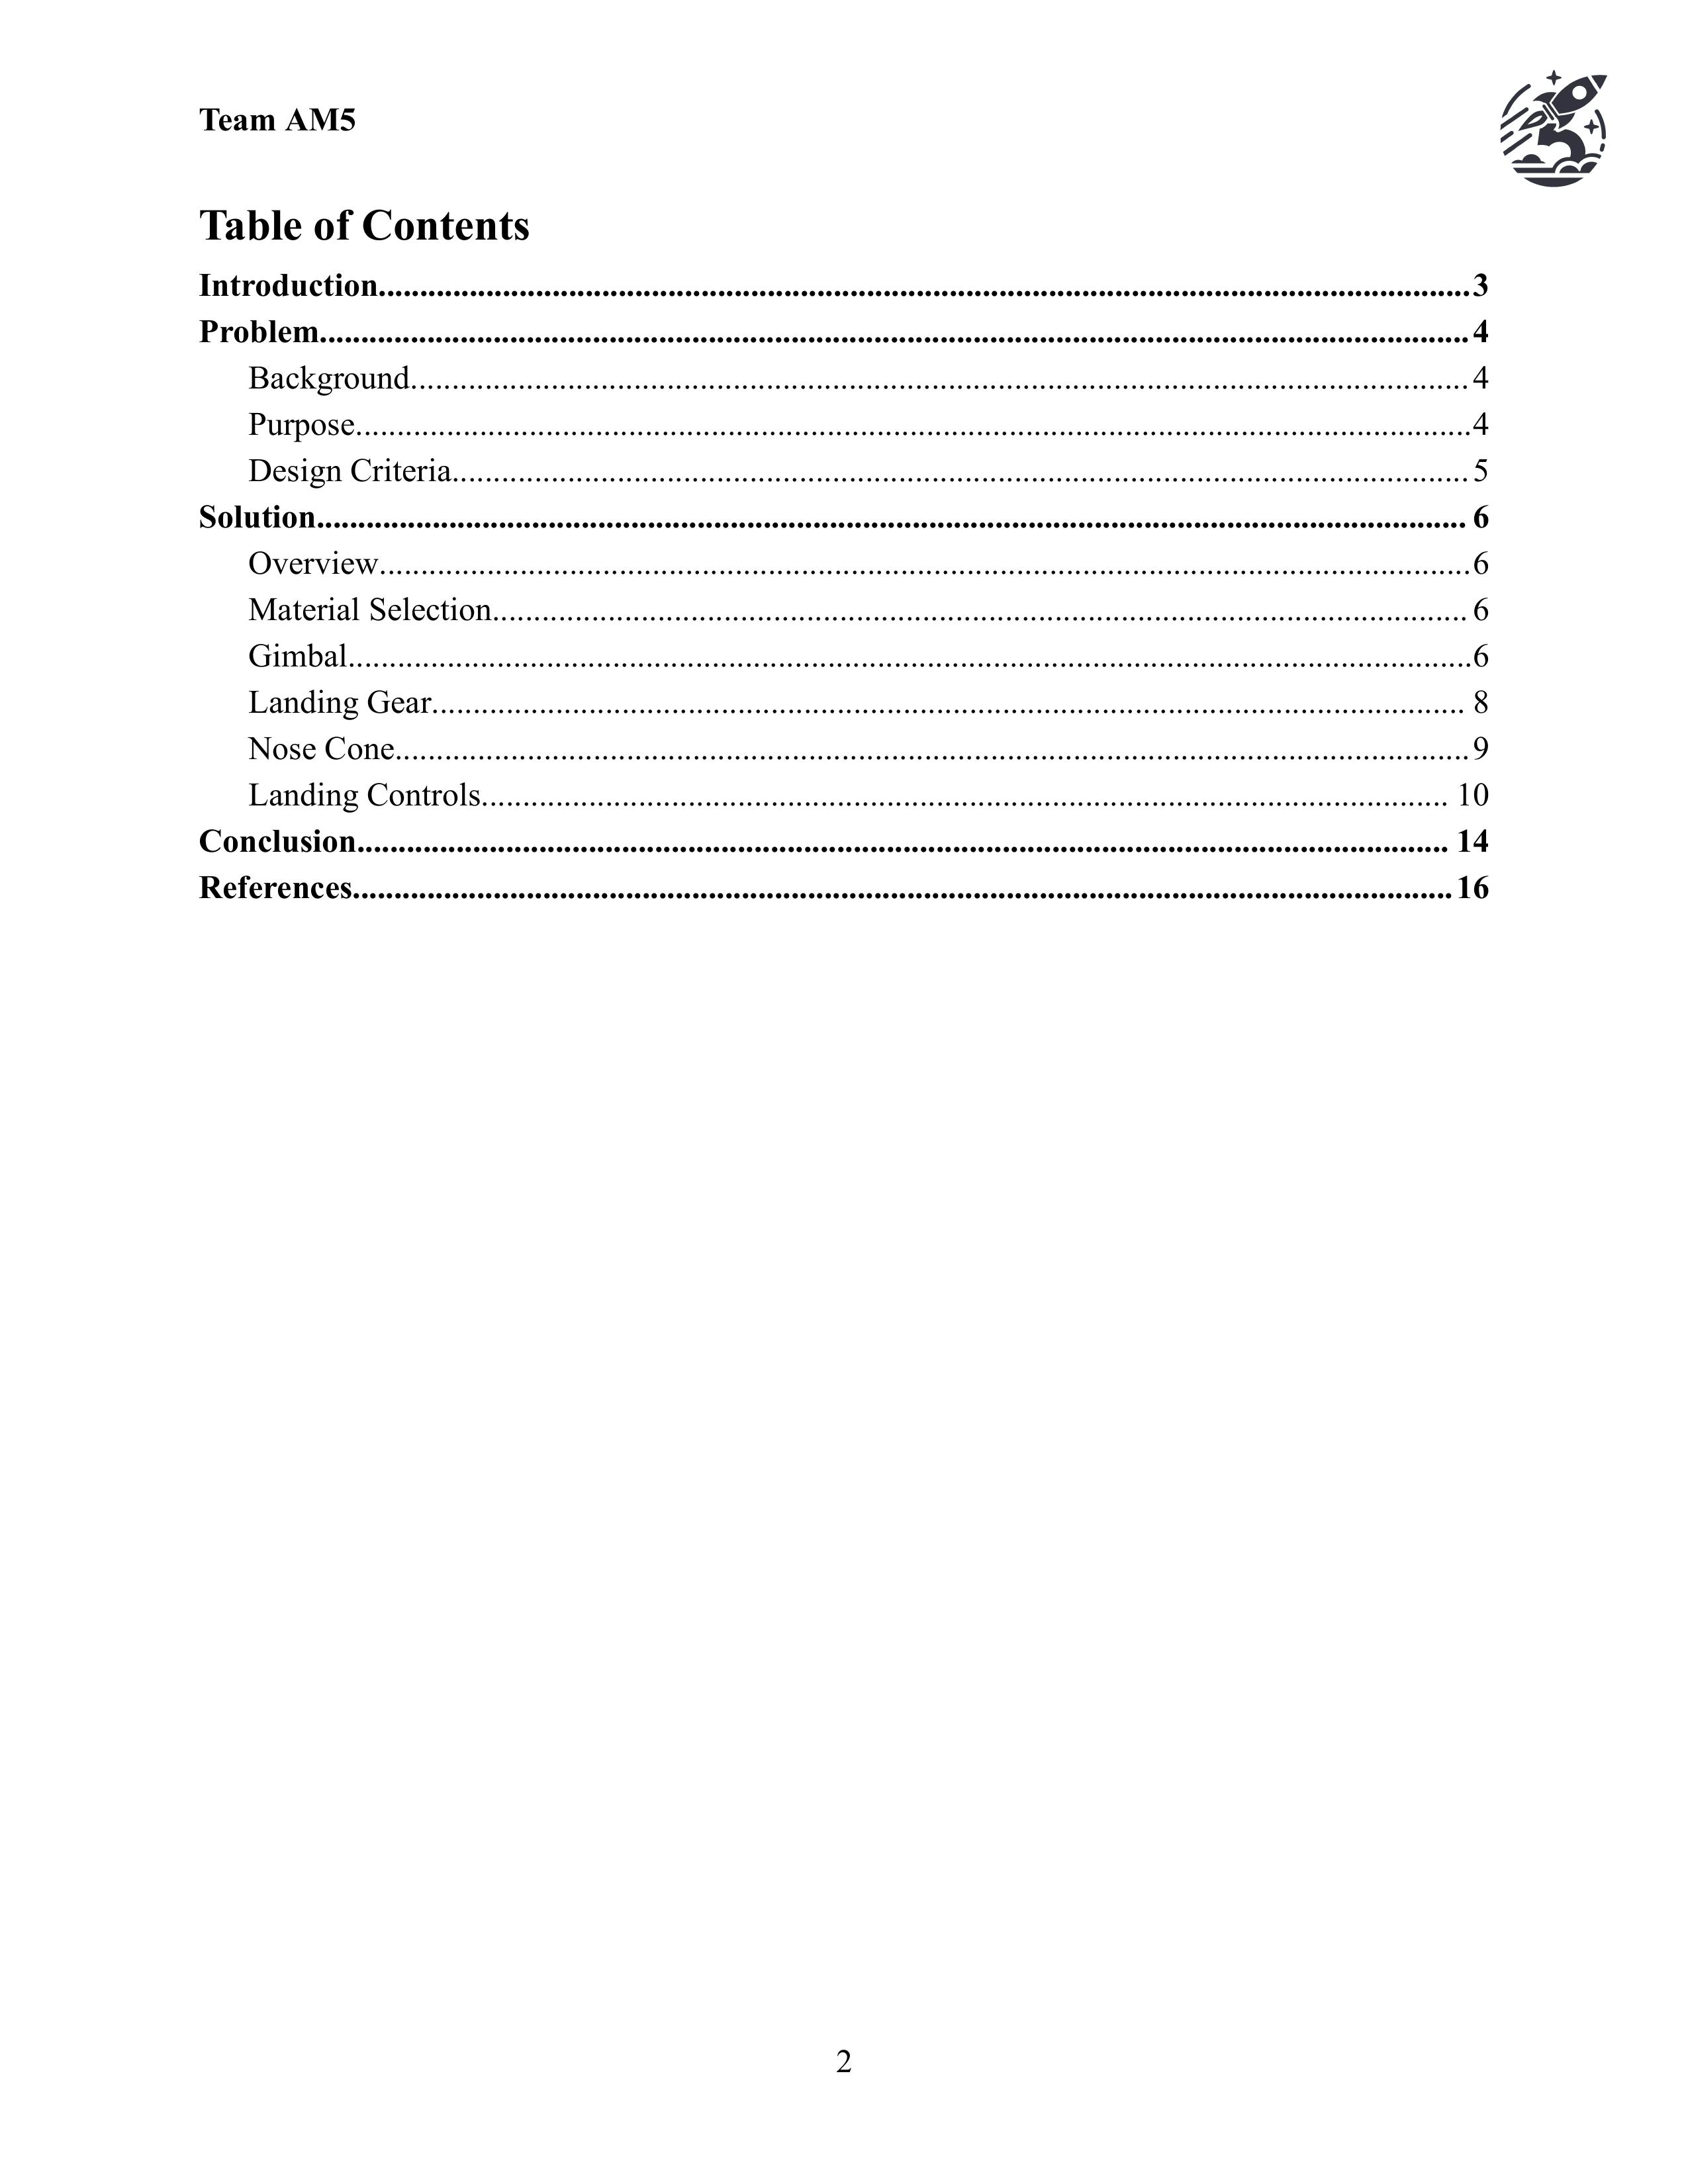 Team AM5
Table of Contents
Introduction....................................................................................................................................3
Problem...........................................................................................................................................4
Background................................................................................................................................4
Purpose......................................................................................................................................4
Design Criteria...........................................................................................................................5
Solution........................................................................................................................................... 6
Overview....................................................................................................................................6
Material Selection...................................................................................................................... 6
Gimbal........................................................................................................................................6
Landing Gear............................................................................................................................. 8
Nose Cone..................................................................................................................................9
Landing Controls..................................................................................................................... 10
Conclusion.................................................................................................................................... 14
References.....................................................................................................................................16
2